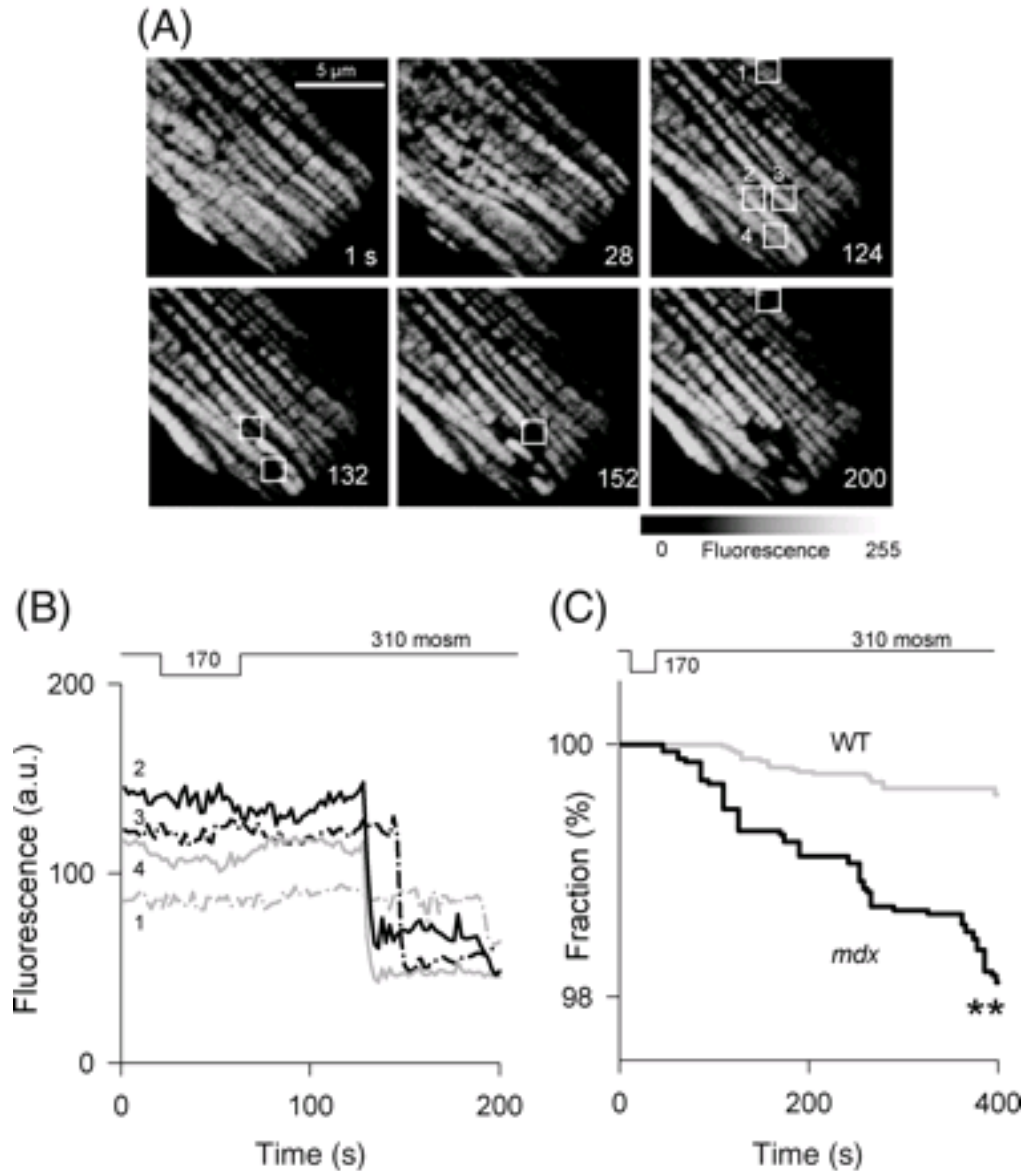 (A)
5 µm
1 s
28
1
2 3
4
124
132
152
200
0 Fluorescence 255
(B)
310 mosm
170
200
2
3
4
1
100
0
Fluorescence (a.u.)
0 100 200
Time (s)
(C)
310 mosm
170
100
WT
mdx
98
**
Fraction (%)
0 200 400
Time (s)